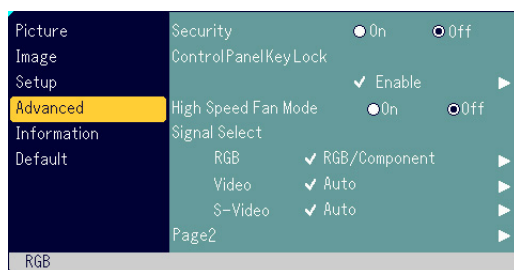 Picture
Image
Setup
Advanced
Information
Default
Security On Off
ControlPanelKeyLock
✓ Enable ▶
High Speed Fan Mode On Off
Signal Select
RGB ✓ RGB/Component ▶
Video ✓ Auto ▶
S-Video ✓ Auto ▶
Page2 ▶
RGB